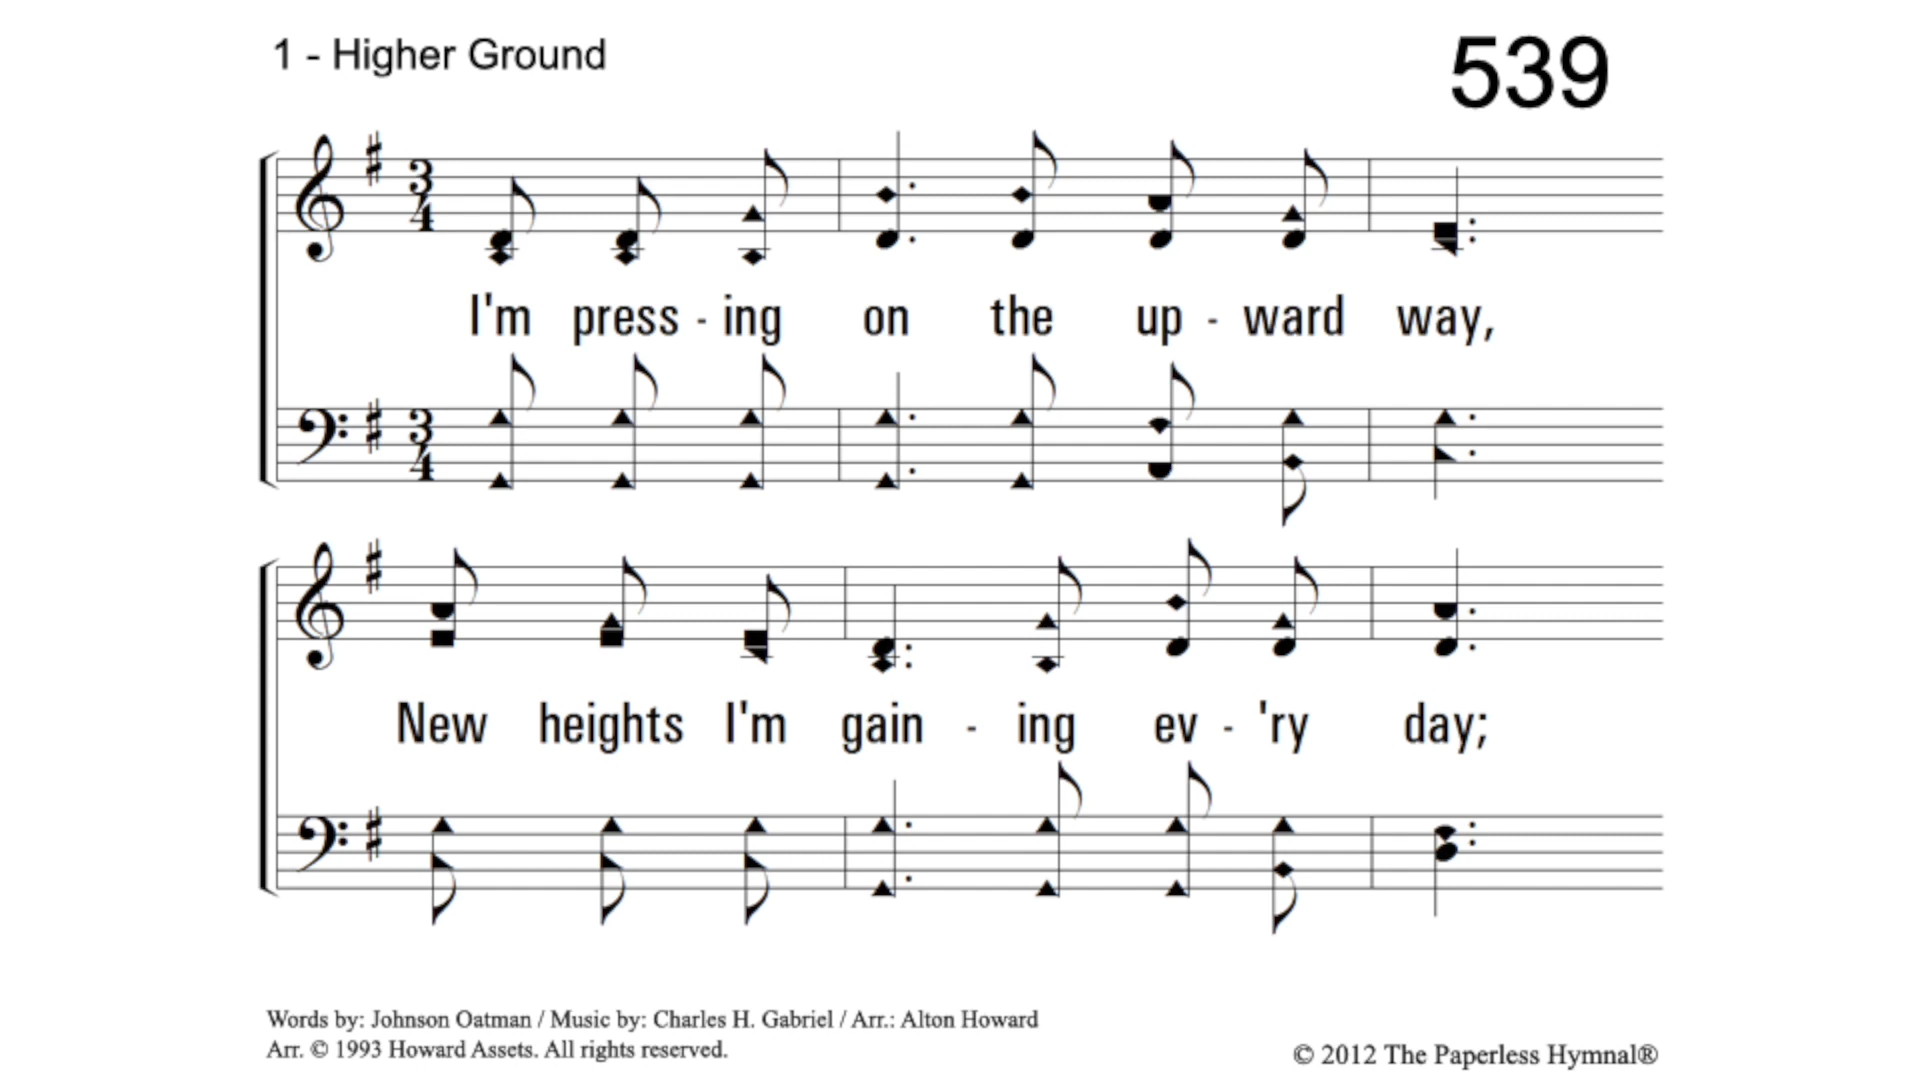 1 - Higher Ground
539
3
4
I'm press - ing on the up - ward way,
3
4
New heights I'm gain - ing ev - 'ry day;
Words by: Johnson Oatman / Music by: Charles H. Gabriel / Arr.: Alton Howard
Arr. © 1993 Howard Assets. All rights reserved.
© 2012 The Paperless Hymnal®